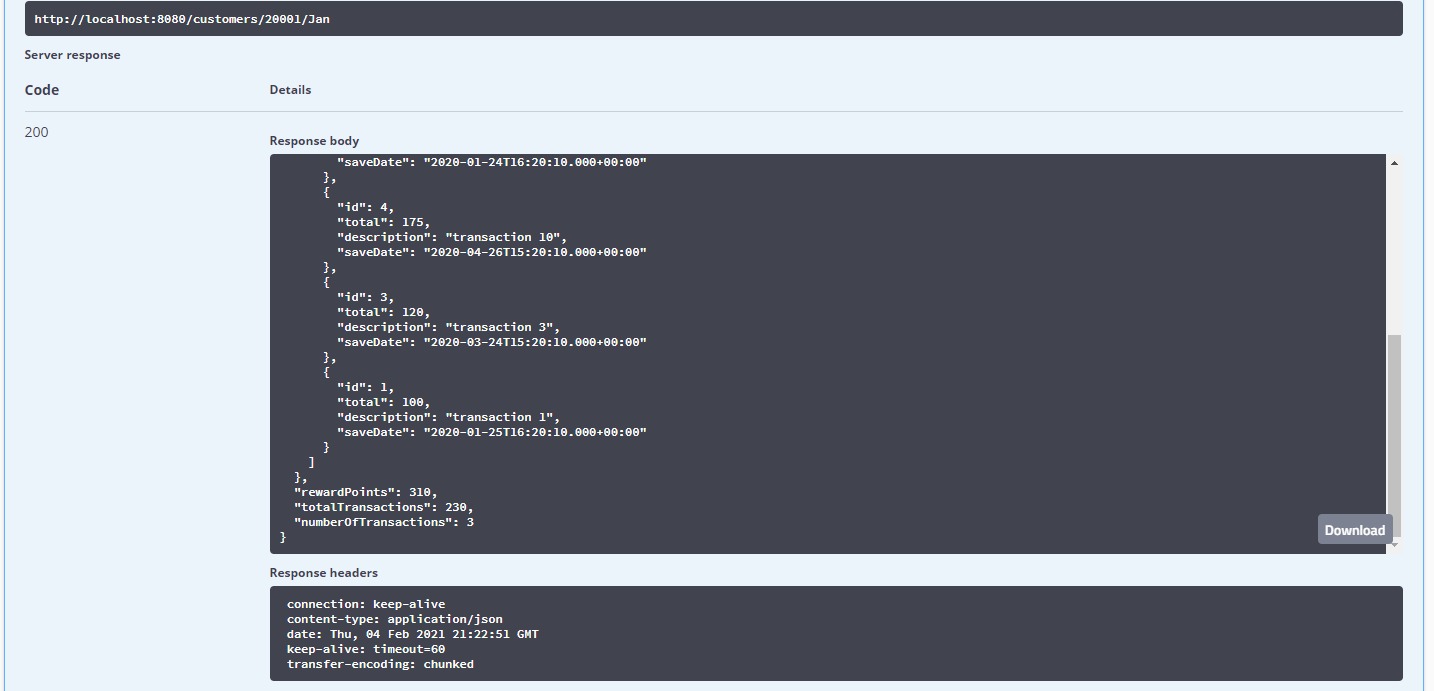 http://localhost:8080/customers/20001/Jan
Server response
Code Details
200
Response body
"saveDate": "2020-01-24T16:20:10.000+00:00"
},
{
"id": 4,
"total": 175,
"description": "transaction 10",
"saveDate": "2020-04-26T15:20:10.000+00:00"
},
{
"id": 3,
"total": 120,
"description": "transaction 3",
"saveDate": "2020-03-24T15:20:10.000+00:00"
},
{
"id": 1,
"total": 100,
"description": "transaction 1",
"saveDate": "2020-01-25T16:20:10.000+00:00"
}
]
},
"rewardPoints": 310,
"totalTransactions": 230,
"numberOfTransactions": 3
}
Download
Response headers
connection: keep-alive
content-type: application/json
date: Thu, 04 Feb 2021 21:22:51 GMT
keep-alive: timeout=60
transfer-encoding: chunked